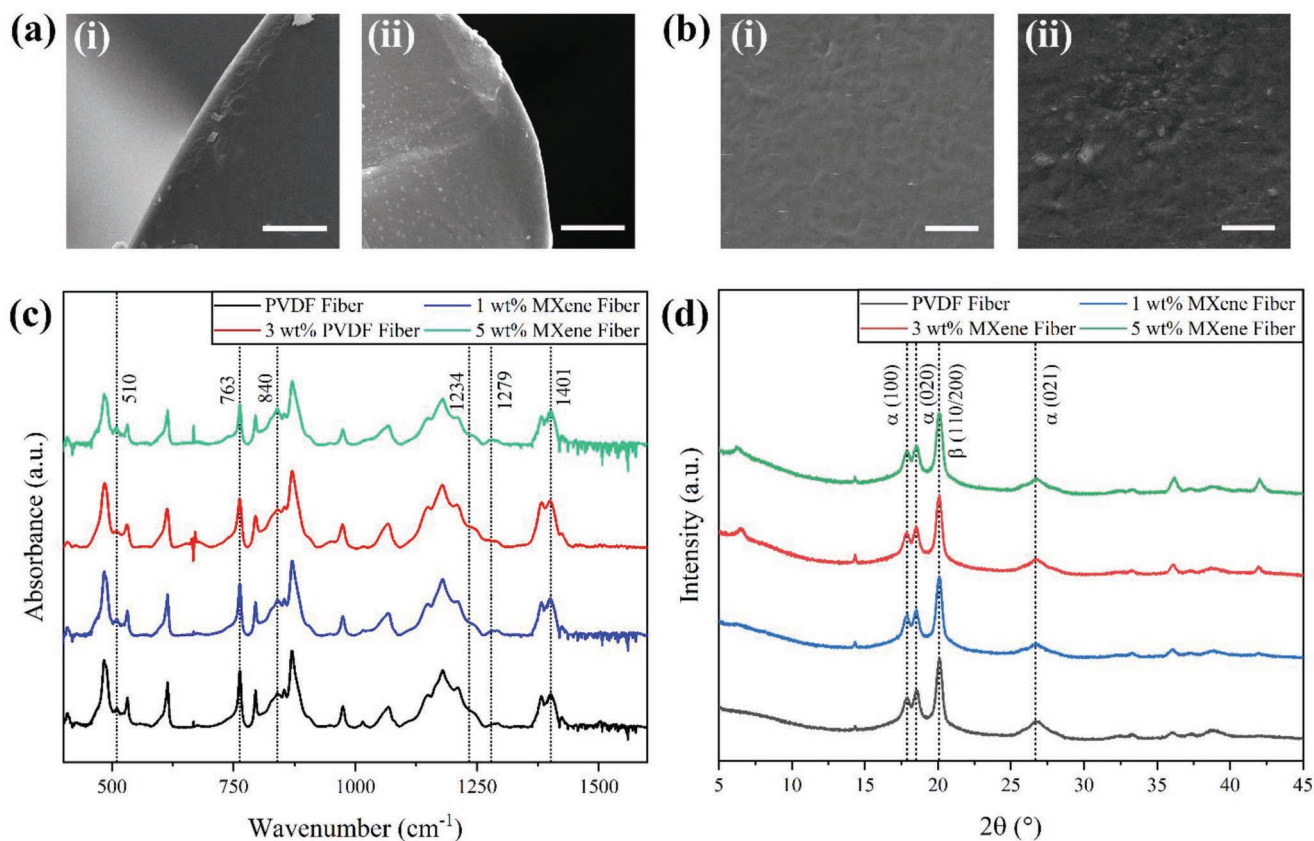 (a)
(i)
(ii)
(b)
(i)
(ii)
(c)
PVDF Fiber
1 wt% MXene Fiber
3 wt% PVDF Fiber
5 wt% MXene Fiber
510
763
840
1234
1279
1401
Absorbance (a.u.)
500
750
1000
1250
1500
Wavenumber (cm⁻¹)
(d)
PVDF Fiber
1 wt% MXene Fiber
3 wt% MXene Fiber
5 wt% MXene Fiber
α (100)
α (020)
β (110/200)
α (021)
Intensity (a.u.)
5
10
15
20
25
30
35
40
45
2θ (°)